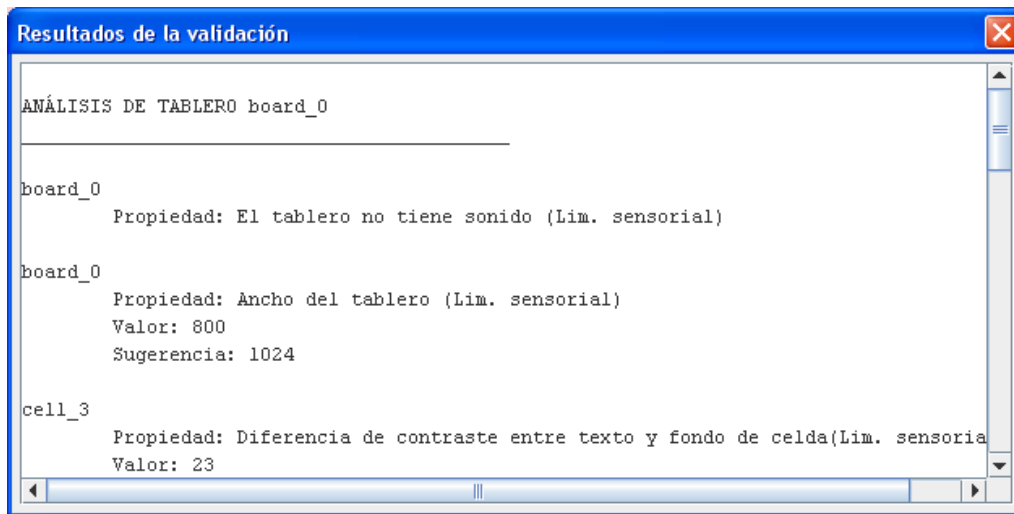 Resultados de la validación
ANÁLISIS DE TABLERO board_0
board_0
Propiedad: El tablero no tiene sonido (Lim. sensorial)
board_0
Propiedad: Ancho del tablero (Lim. sensorial)
Valor: 800
Sugerencia: 1024
cell_3
Propiedad: Diferencia de contraste entre texto y fondo de celda(Lim. sensoria
Valor: 23